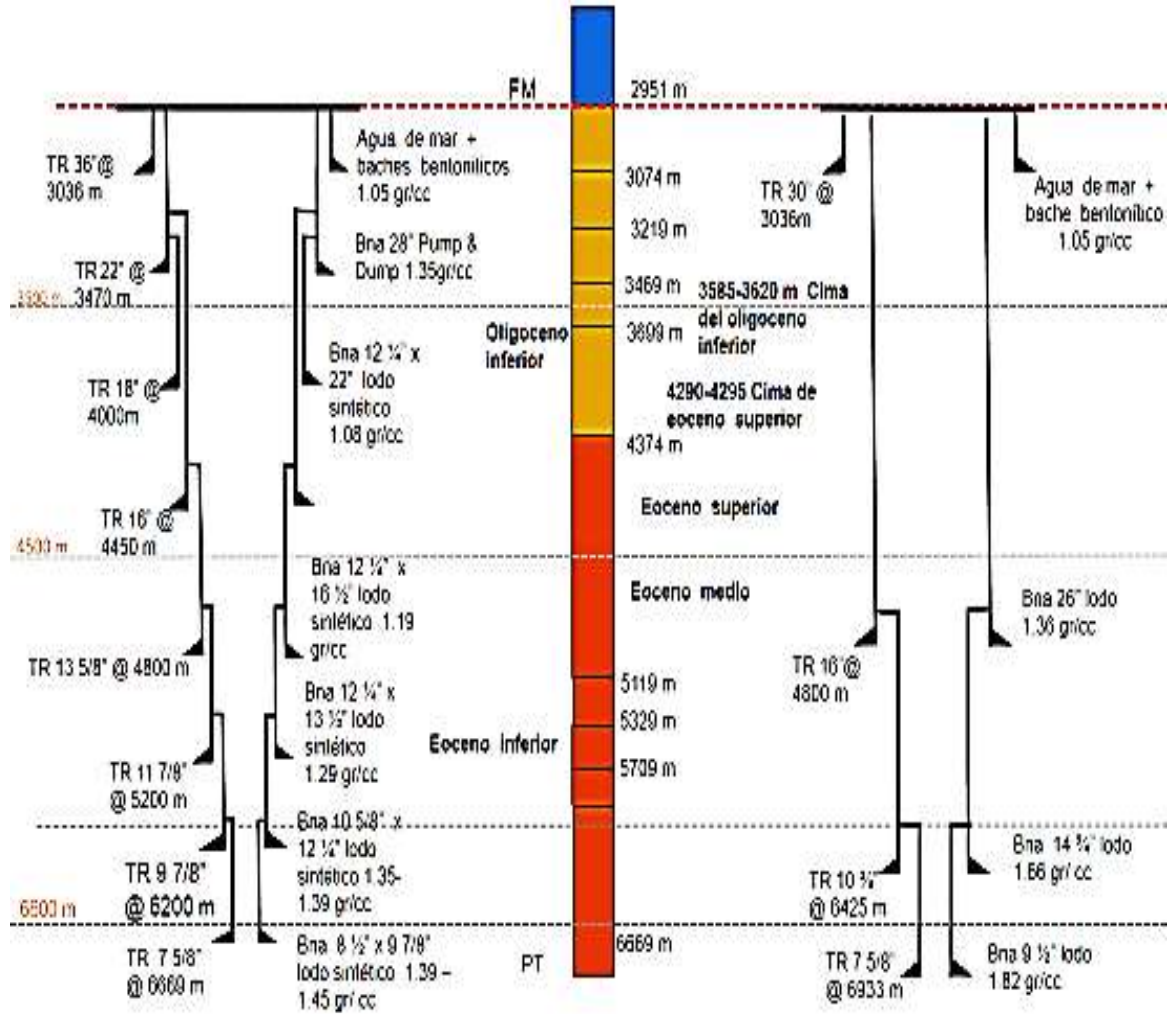 FM
2951 m
TR 36" @
3036 m
Agua de mar +
baches bentoniticos
1.05 gr/cc
3074 m
TR 30" @
3036m
Agua de mar +
bache bentonítico
1.05 gr/cc
3219 m
TR 22" @
3470 m
Bna 28" Pump &
Dump 1.35gr/cc
3469 m
3585-3620 m Cima
del oligoceno
inferior
Oligoceno
inferior
3699 m
TR 18" @
4000m
Bna 12 ¼" x
22" lodo
sintético
1.08 gr/cc
4290-4295 Cima de
eoceno superior
4374 m
Eoceno superior
TR 16" @
4450 m
4500 m
Bna 12 ¼" x
16 ½" lodo
sintético 1.19
gr/cc
Eoceno medio
Bna 26" lodo
1.36 gr/cc
TR 13 5/8" @ 4800 m
TR 16" @
4800 m
5119 m
Bna 12 ¼" x
13 ½" lodo
sintético
1.29 gr/cc
5329 m
Eoceno inferior
5709 m
TR 11 7/8"
@ 5200 m
Bna 10 5/8" x
12 ¼" lodo
sintético 1.35-
1.39 gr/cc
Bna 14 ¾" lodo
1.66 gr/ cc
TR 9 7/8"
@ 6200 m
TR 10 ¾"
@ 6425 m
TR 7 5/8"
@ 6669 m
Bna 8 ½" x 9 7/8"
lodo sintético 1.39 –
1.45 gr/ cc
PT
6669 m
TR 7 5/8"
@ 6933 m
Bna 9 ½" lodo
1.82 gr/cc